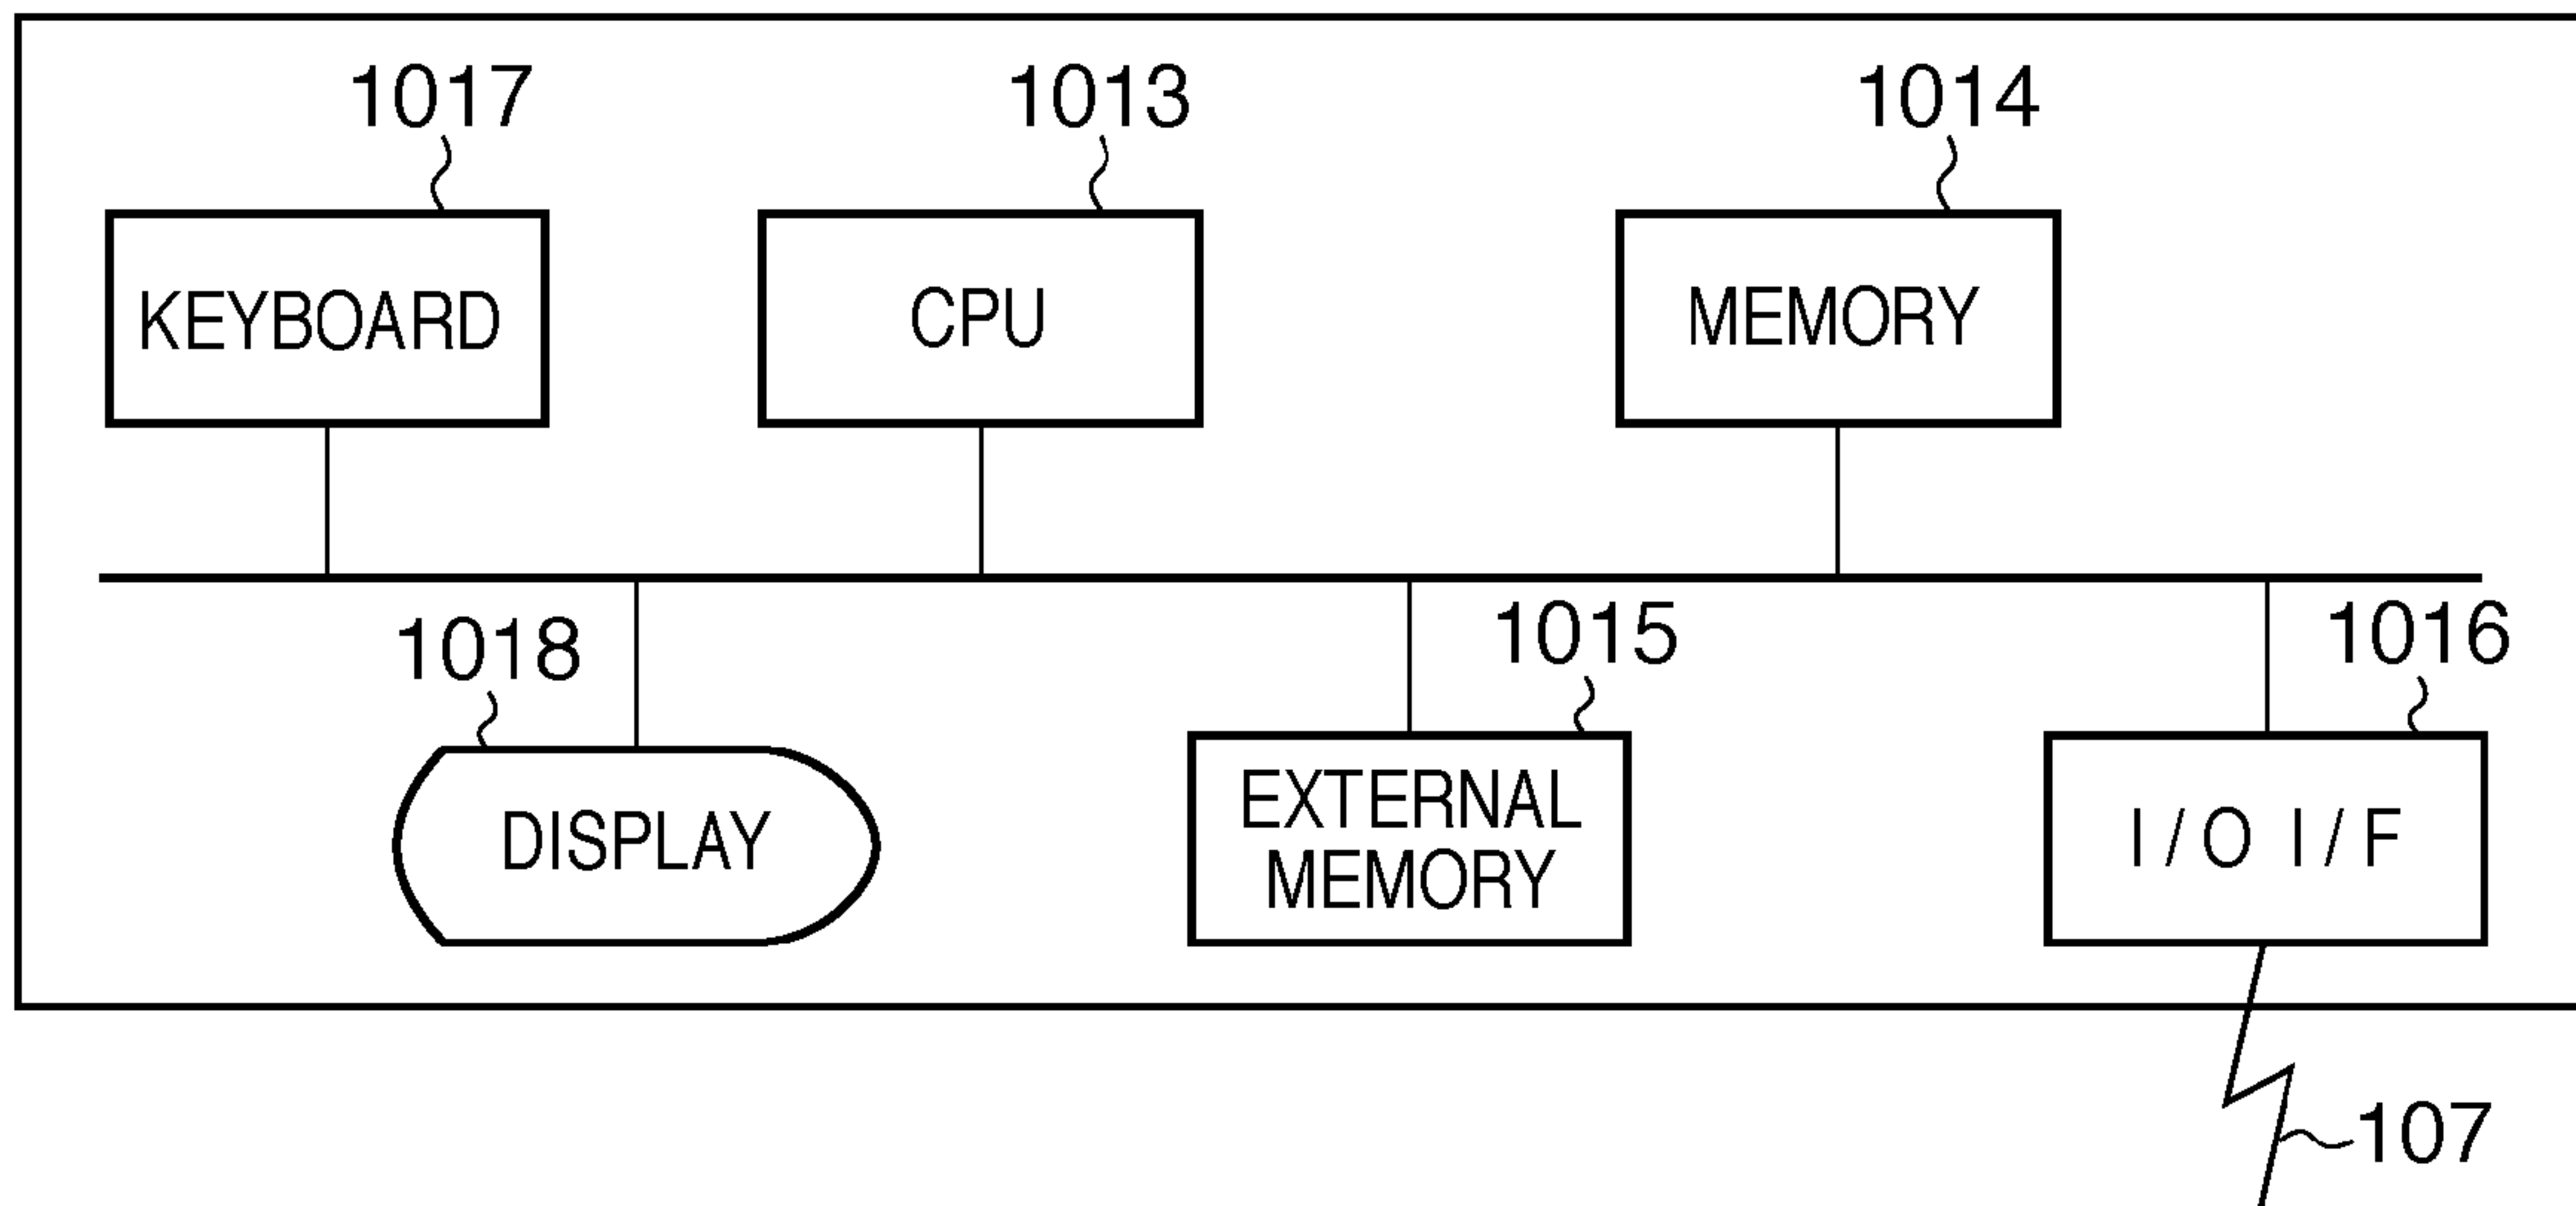 1017
1013
1014
KEYBOARD
CPU
MEMORY
1018
1015
1016
DISPLAY
EXTERNAL
MEMORY
I/O I/F
107